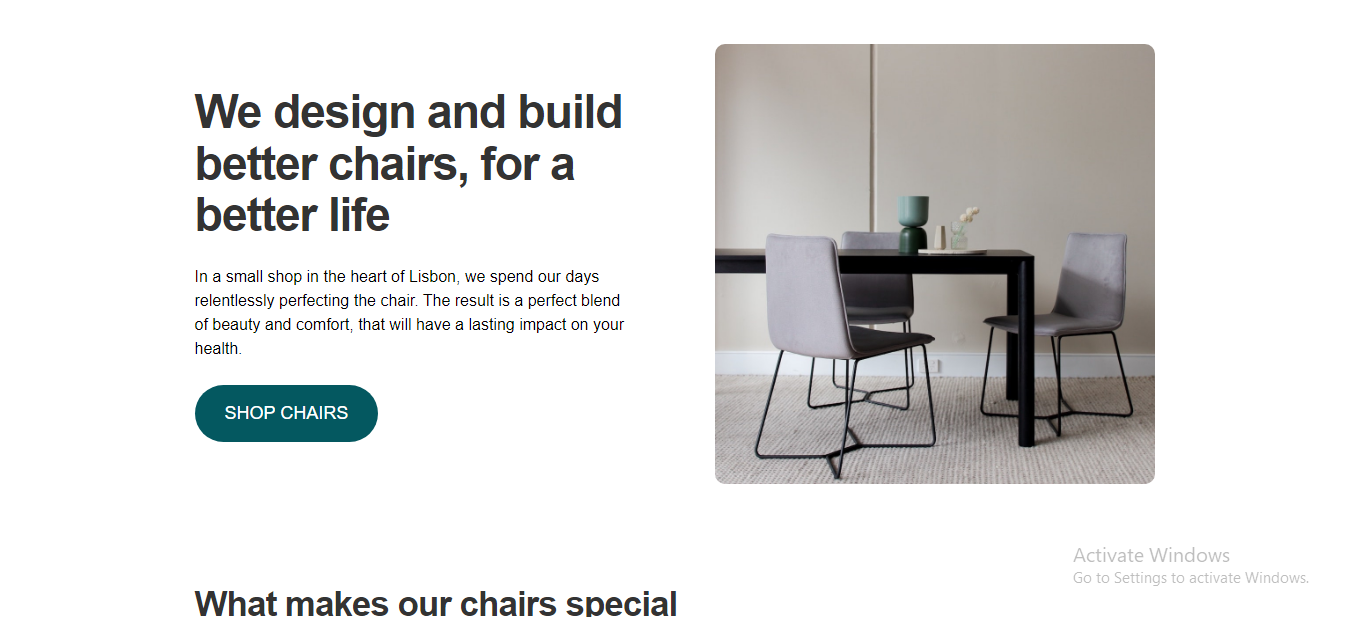 We design and build
better chairs, for a
better life
In a small shop in the heart of Lisbon, we spend our days
relentlessly perfecting the chair. The result is a perfect blend
of beauty and comfort, that will have a lasting impact on your
health.
SHOP CHAIRS
Activate Windows
Go to Settings to activate Windows.
What makes our chairs special